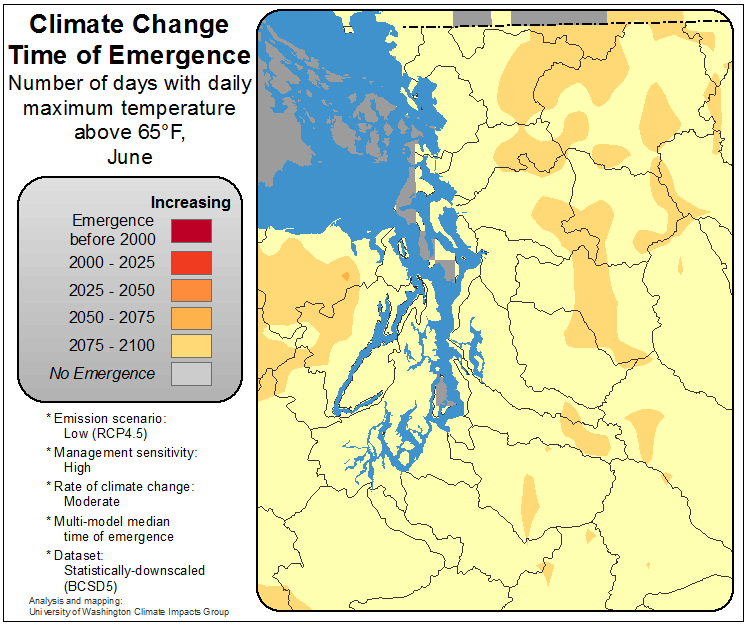 Climate Change
Time of Emergence
Number of days with daily
maximum temperature
above 65°F,
June
Increasing
Emergence
before 2000
2000 - 2025
2025 - 2050
2050 - 2075
2075 - 2100
No Emergence
* Emission scenario:
Low (RCP4.5)
* Management sensitivity:
High
* Rate of climate change:
Moderate
* Multi-model median
time of emergence
* Dataset:
Statistically-downscaled
(BCSD5)
Analysis and mapping:
University of Washington Climate Impacts Group